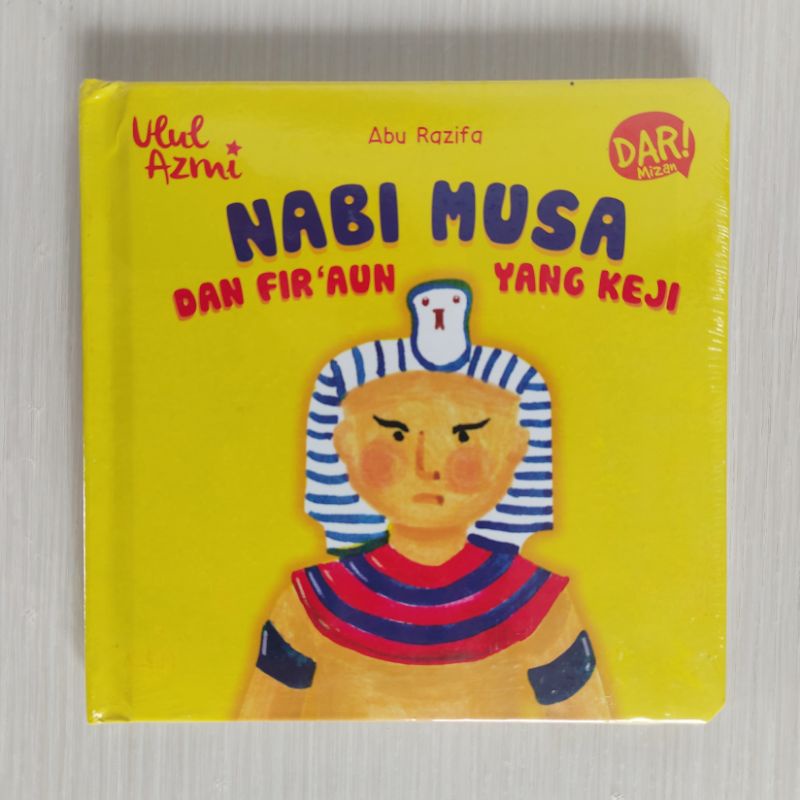 Ulul
Azmi
Abu Razifa
DAR!
Mizan
NABI MUSA
DAN FIR'AUN YANG KEJI